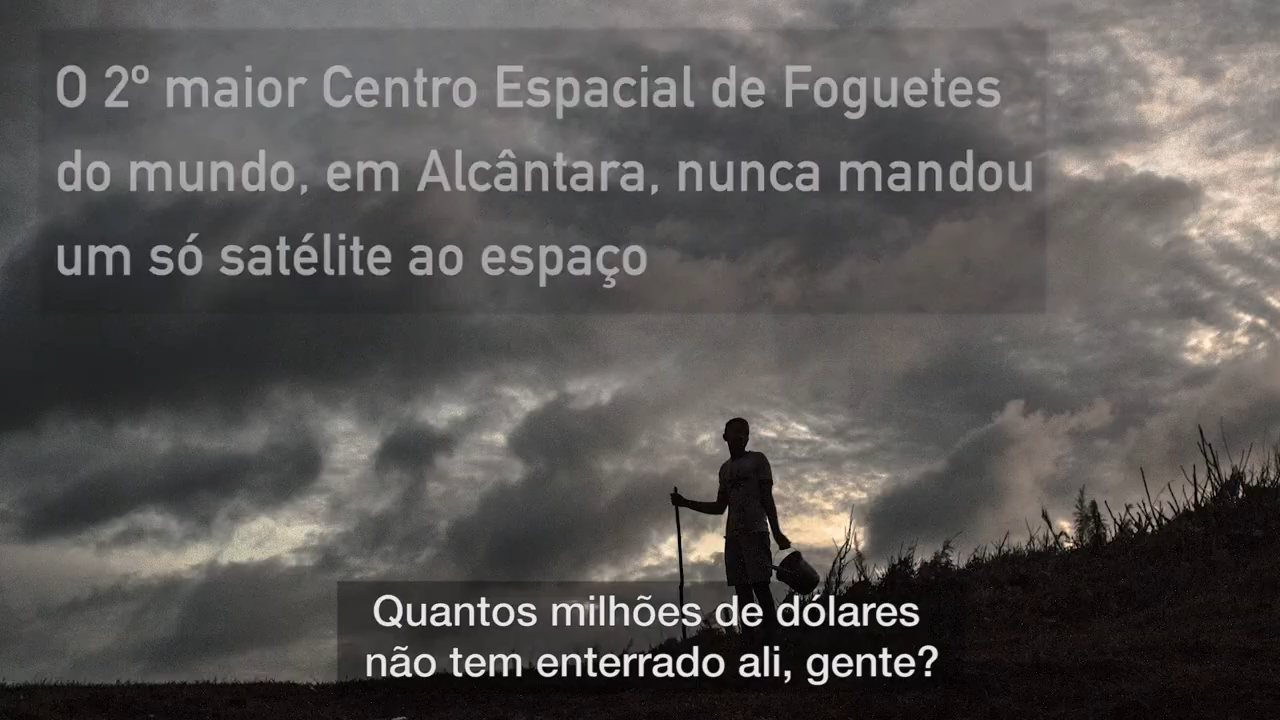 O 2º maior Centro Espacial de Foguetes
do mundo, em Alcântara, nunca mandou
um só satélite ao espaço
Quantos milhões de dólares
não tem enterrado ali, gente?